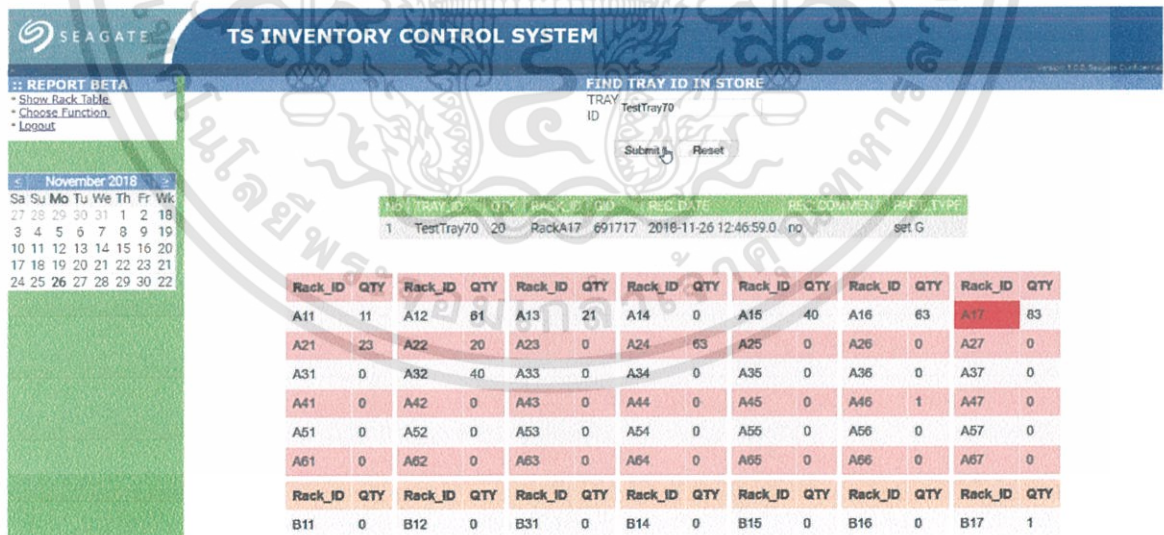 SEAGATE
TS INVENTORY CONTROL SYSTEM
:: REPORT BETA
* Show Rack Table
* Choose Function
* Logout
< November 2018 >
Sa Su Mo Tu We Th Fr Wk
27 28 29 30 31 1 2 18
3 4 5 6 7 8 9 19
10 11 12 13 14 15 16 20
17 18 19 20 21 22 23 21
24 25 26 27 28 29 30 22
FIND TRAY ID IN STORE
TRAY ID TestTray70
Submit Reset
No TRAY_ID QTY RACK_ID GID REC_DATE REC_COMMENT PART_TYPE
1 TestTray70 20 RackA17 691717 2018-11-26 12:46:59.0 no set G
Rack_ID QTY Rack_ID QTY Rack_ID QTY Rack_ID QTY Rack_ID QTY Rack_ID QTY Rack_ID QTY
A11 11 A12 61 A13 21 A14 0 A15 40 A16 63 A17 83
A21 23 A22 20 A23 0 A24 63 A25 0 A26 0 A27 0
A31 0 A32 40 A33 0 A34 0 A35 0 A36 0 A37 0
A41 0 A42 0 A43 0 A44 0 A45 0 A46 1 A47 0
A51 0 A52 0 A53 0 A54 0 A55 0 A56 0 A57 0
A61 0 A62 0 A63 0 A64 0 A65 0 A66 0 A67 0
Rack_ID QTY Rack_ID QTY Rack_ID QTY Rack_ID QTY Rack_ID QTY Rack_ID QTY Rack_ID QTY
B11 0 B12 0 B31 0 B14 0 B15 0 B16 0 B17 1